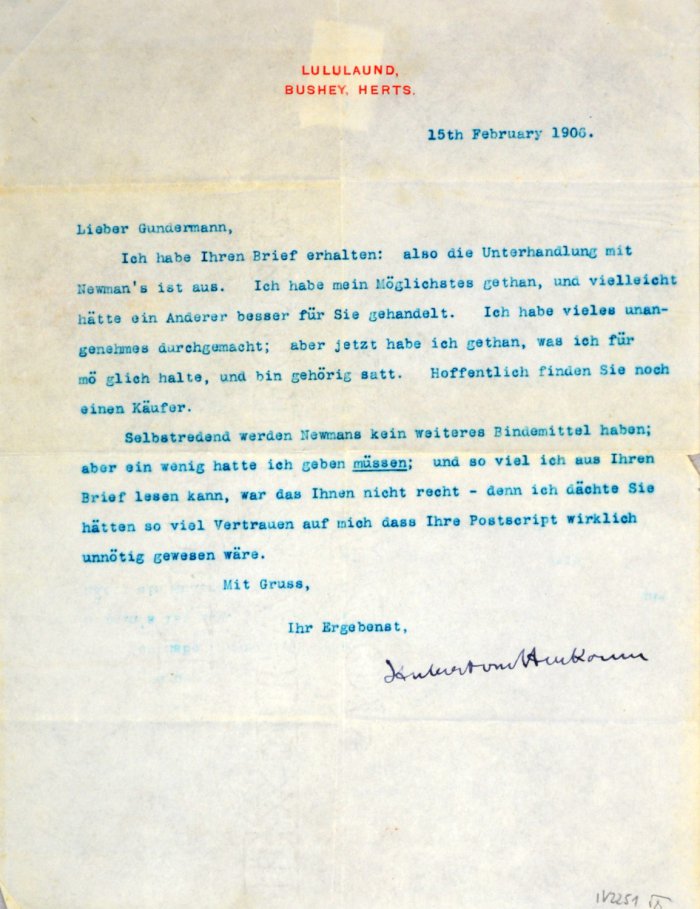 LULULAUND,
BUSHEY, HERTS.
15th February 1906.
Lieber Gundermann,
Ich habe Ihren Brief erhalten: also die Unterhandlung mit
Newman's ist aus. Ich habe mein Möglichstes gethan, und vielleicht
hätte ein Anderer besser für Sie gehandelt. Ich habe vieles unan-
genehmes durchgemacht; aber jetzt habe ich gethan, was ich für
mö glich halte, und bin gehörig satt. Hoffentlich finden Sie noch
einen Käufer.
Selbstredend werden Newmans kein weiteres Bindemittel haben;
aber ein wenig hatte ich geben müssen; und so viel ich aus Ihren
Brief lesen kann, war das Ihnen nicht recht - denn ich dächte Sie
hätten so viel Vertrauen auf mich dass Ihre Postscript wirklich
unnötig gewesen wäre.
Mit Gruss,
Ihr Ergebenst,
Hubert von Herkomer
IV2251 IX